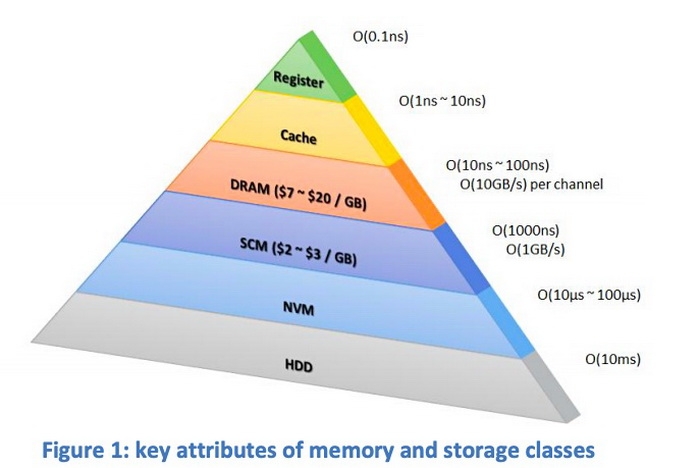 O(0.1ns)
Register
O(1ns ~ 10ns)
Cache
O(10ns ~ 100ns)
O(10GB/s) per channel
DRAM ($7 ~ $20 / GB)
O(1000ns)
O(1GB/s)
SCM ($2 ~ $3 / GB)
O(10µs ~ 100µs)
NVM
O(10ms)
HDD
Figure 1: key attributes of memory and storage classes